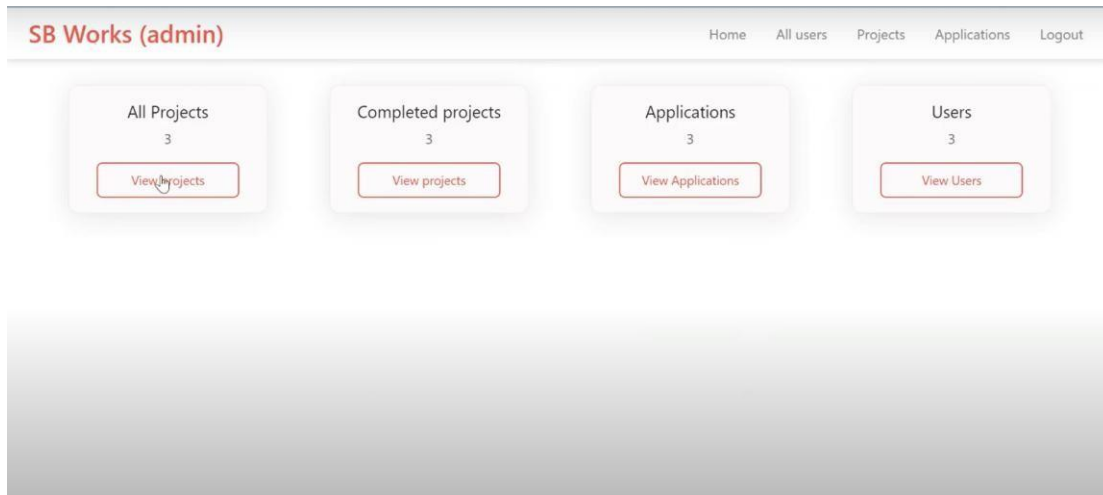 SB Works (admin)
Home All users Projects Applications Logout
All Projects
3
View projects
Completed projects
3
View projects
Applications
3
View Applications
Users
3
View Users